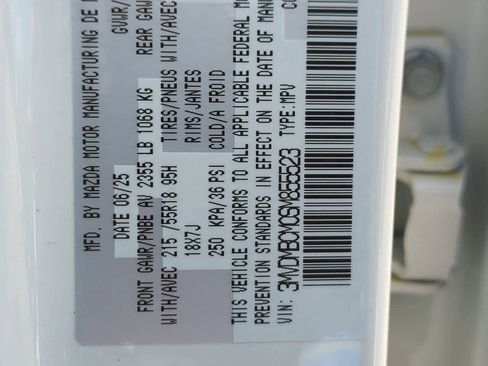 MFD. BY MAZDA MOTOR MANUFACTURING DE
DATE 06/25 GVWR/
FRONT GAWR/PNBE AV 2355 LB 1068 KG REAR GAW
WITH/AVEC 215 /55R18 95H TIRES/PNEUS WITH/AVEC
18X7J RIMS/JANTES
250 KPA/36 PSI COLD/A FROID
THIS VEHICLE CONFORMS TO ALL APPLICABLE FEDERAL M
PREVENTION STANDARDS IN EFFECT ON THE DATE OF MANU
VIN: TYPE:MPV